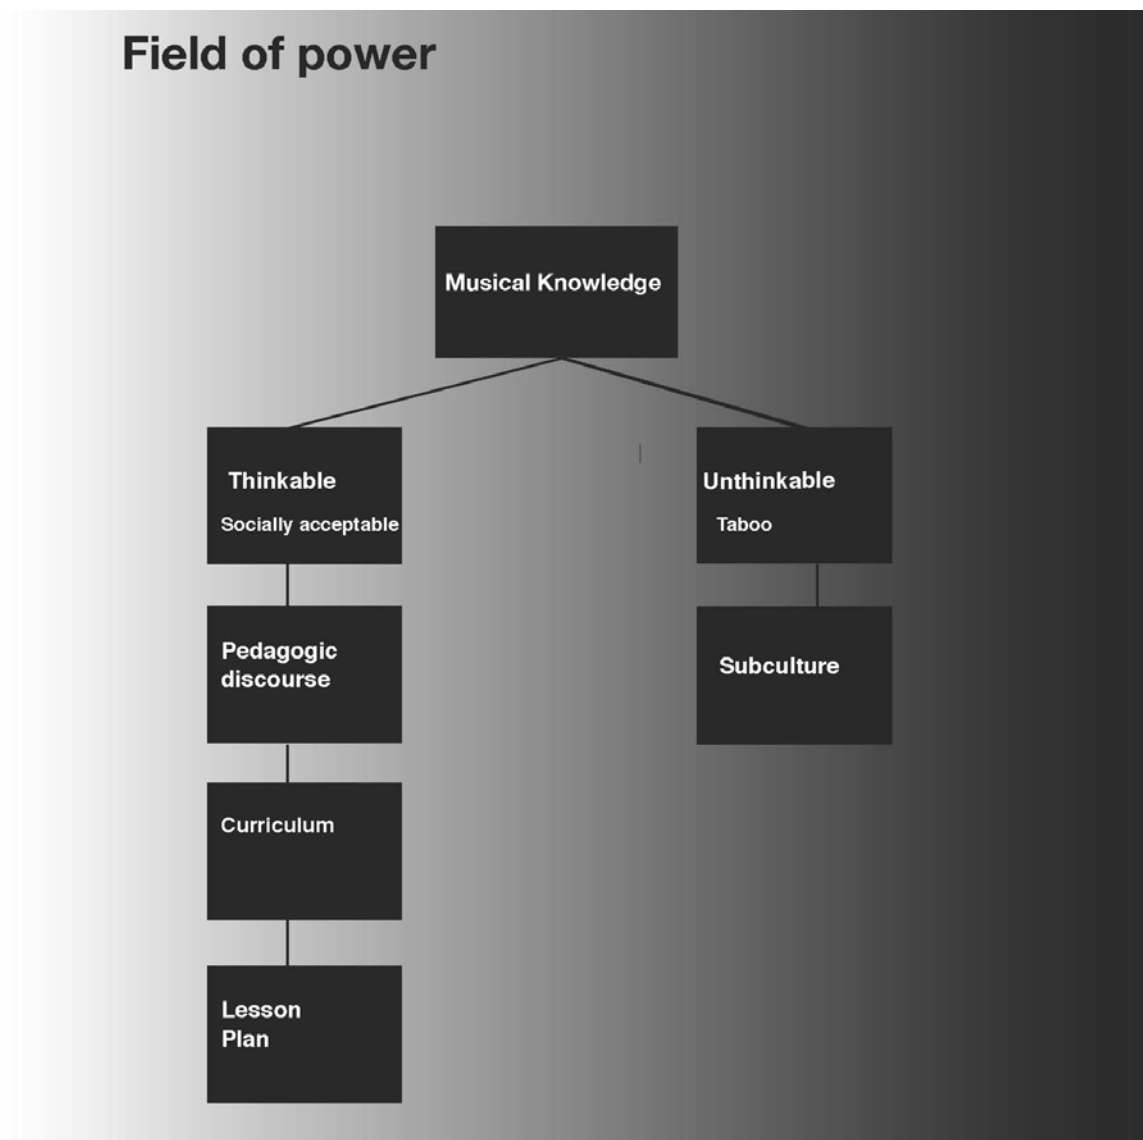 Field of power
Musical Knowledge
Thinkable
Socially acceptable
Unthinkable
Taboo
Pedagogic
discourse
Subculture
Curriculum
Lesson
Plan